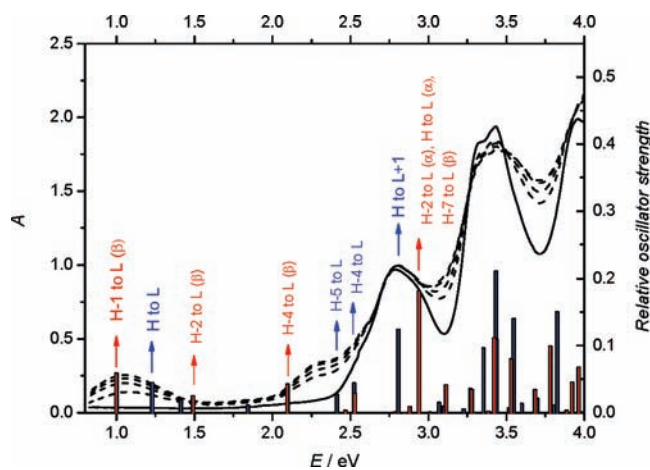 1.0 1.5 2.0 2.5 3.0 3.5 4.0
2.5
2.0
1.5
1.0
0.5
0.0
A
0.5
0.4
0.3
0.2
0.1
0.0
Relative oscillator strength
H-1 to L (β)
H to L
H-2 to L (β)
H-4 to L (β)
H-5 to L
H-4 to L
H to L+1
H-2 to L (α), H to L (α),
H-7 to L (β)
1.0 1.5 2.0 2.5 3.0 3.5 4.0
E / eV